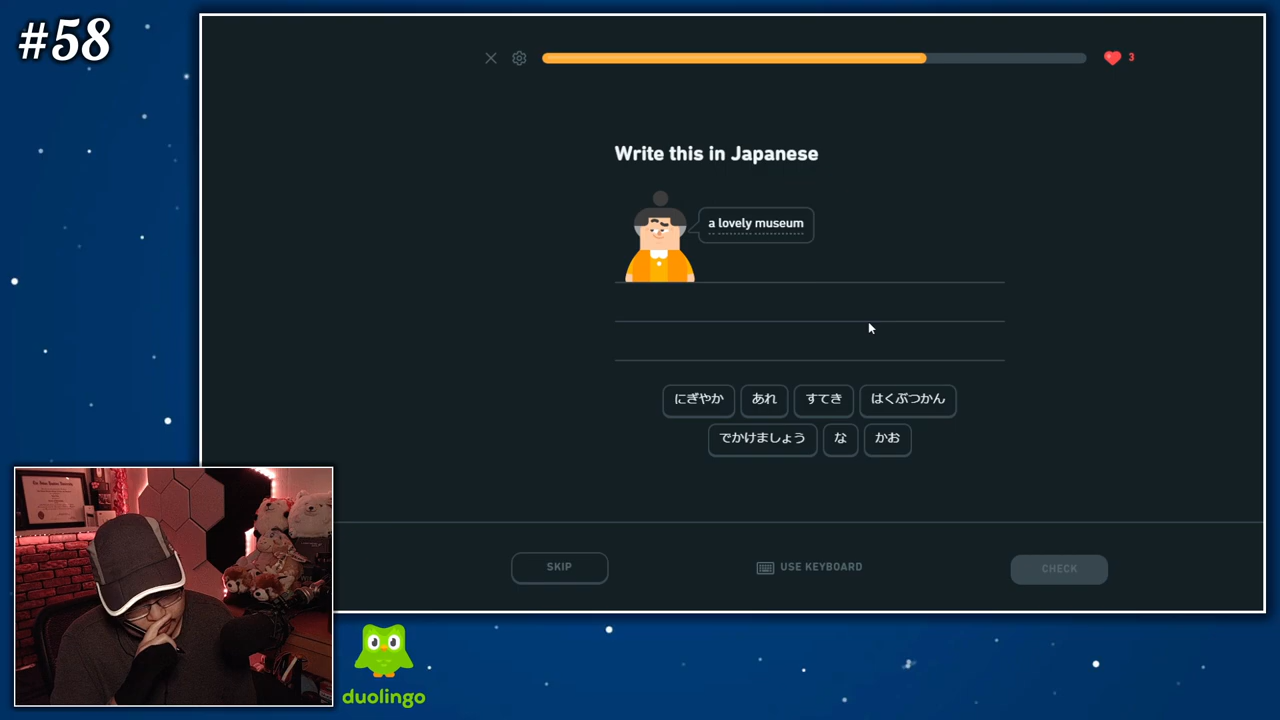 #58
3
Write this in Japanese
a lovely museum
にぎやか あれ すてき はくぶつかん
でかけましょう な かお
SKIP USE KEYBOARD CHECK
duolingo